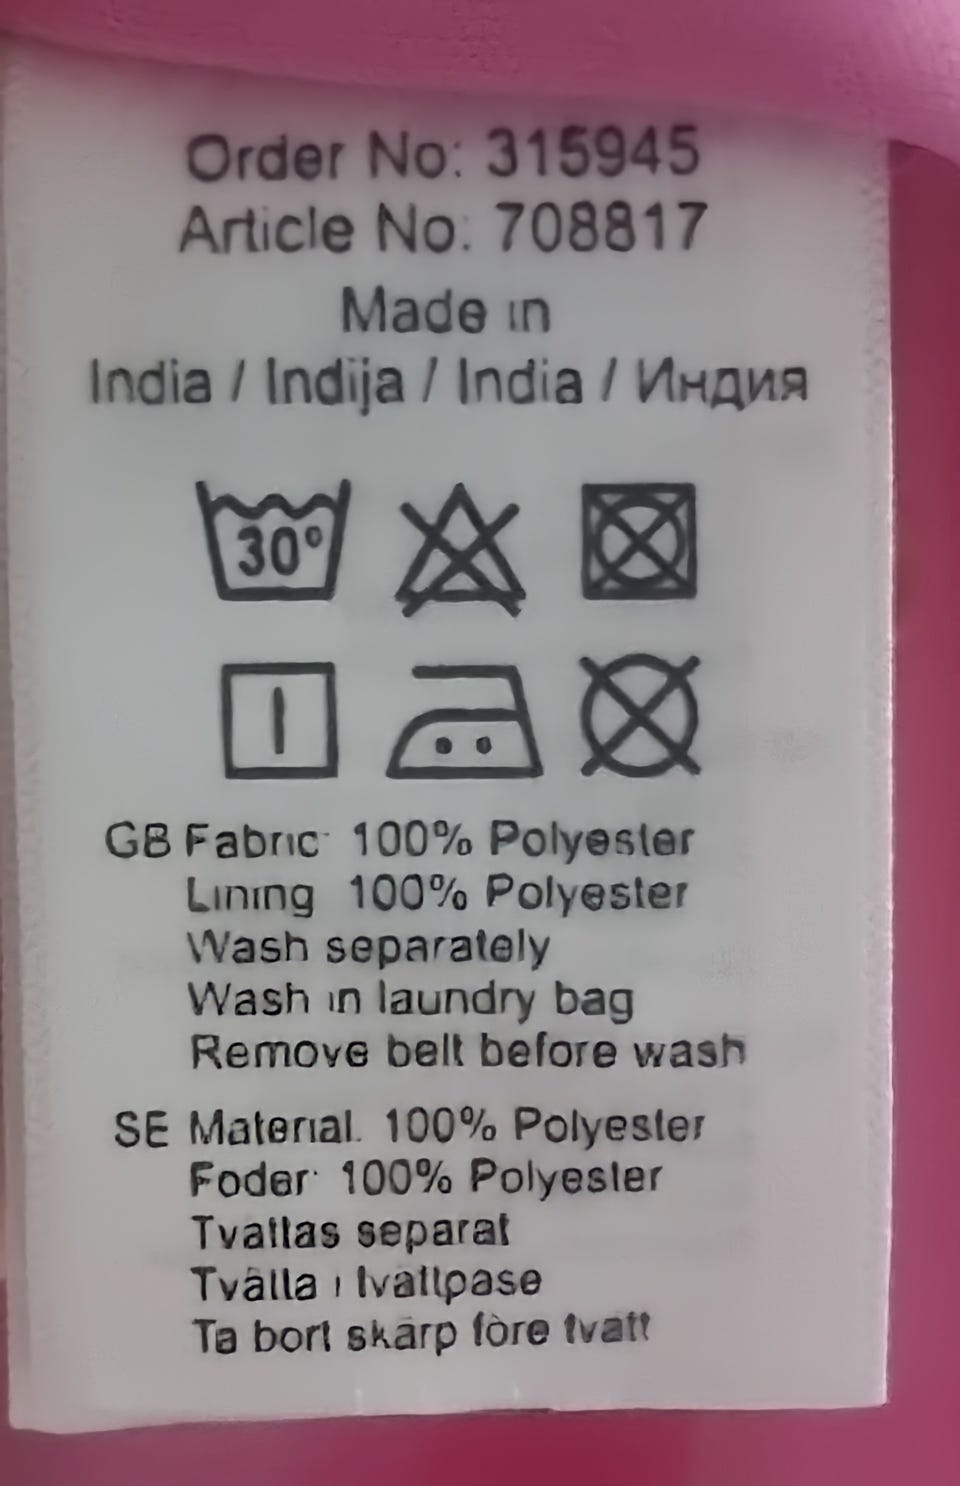 Order No: 315945
Article No: 708817
Made in
India / Indija / India / Индия
30°
GB Fabric: 100% Polyester
Lining 100% Polyester
Wash separately
Wash in laundry bag
Remove belt before wash
SE Material. 100% Polyester
Foder: 100% Polyester
Tvattas separat
Tvätta i tvättpase
Ta bort skärp före tvätt